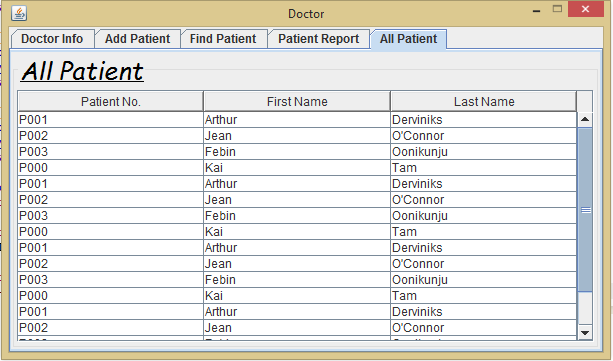 Doctor
Doctor Info Add Patient Find Patient Patient Report All Patient
All Patient
Patient No. First Name Last Name
P001 Arthur Derviniks
P002 Jean O'Connor
P003 Febin Oonikunju
P000 Kai Tam
P001 Arthur Derviniks
P002 Jean O'Connor
P003 Febin Oonikunju
P000 Kai Tam
P001 Arthur Derviniks
P002 Jean O'Connor
P003 Febin Oonikunju
P000 Kai Tam
P001 Arthur Derviniks
P002 Jean O'Connor